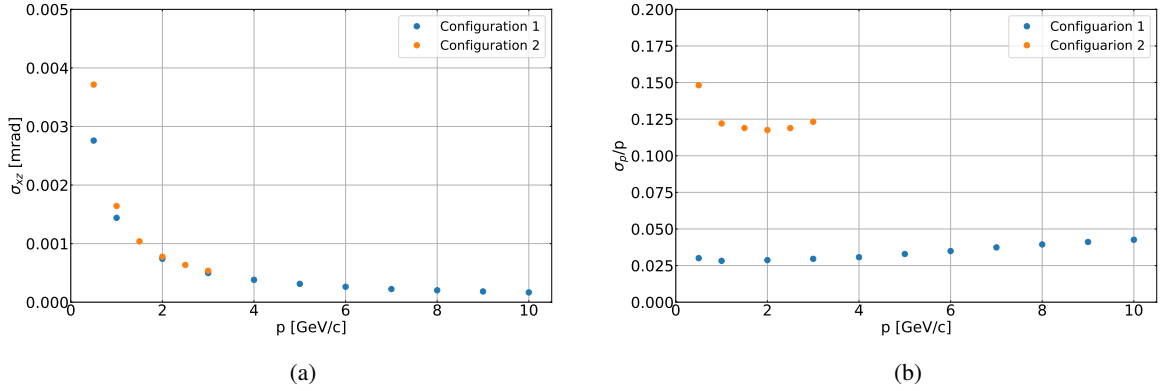 0.005
0.004
0.003
0.002
0.001
0.000
σxz [mrad]
0 2 4 6 8 10
p [GeV/c]
Configuration 1
Configuration 2
(a)
0.200
0.175
0.150
0.125
0.100
0.075
0.050
0.025
0.000
σp/p
0 2 4 6 8 10
p [GeV/c]
Configuarion 1
Configuarion 2
(b)